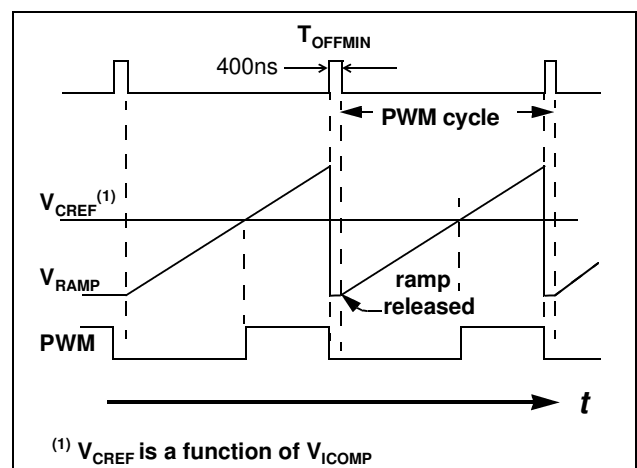 TOFFMIN
400ns
PWM cycle
VCREF(1)
VRAMP
ramp
released
PWM
t
(1) VCREF is a function of VICOMP